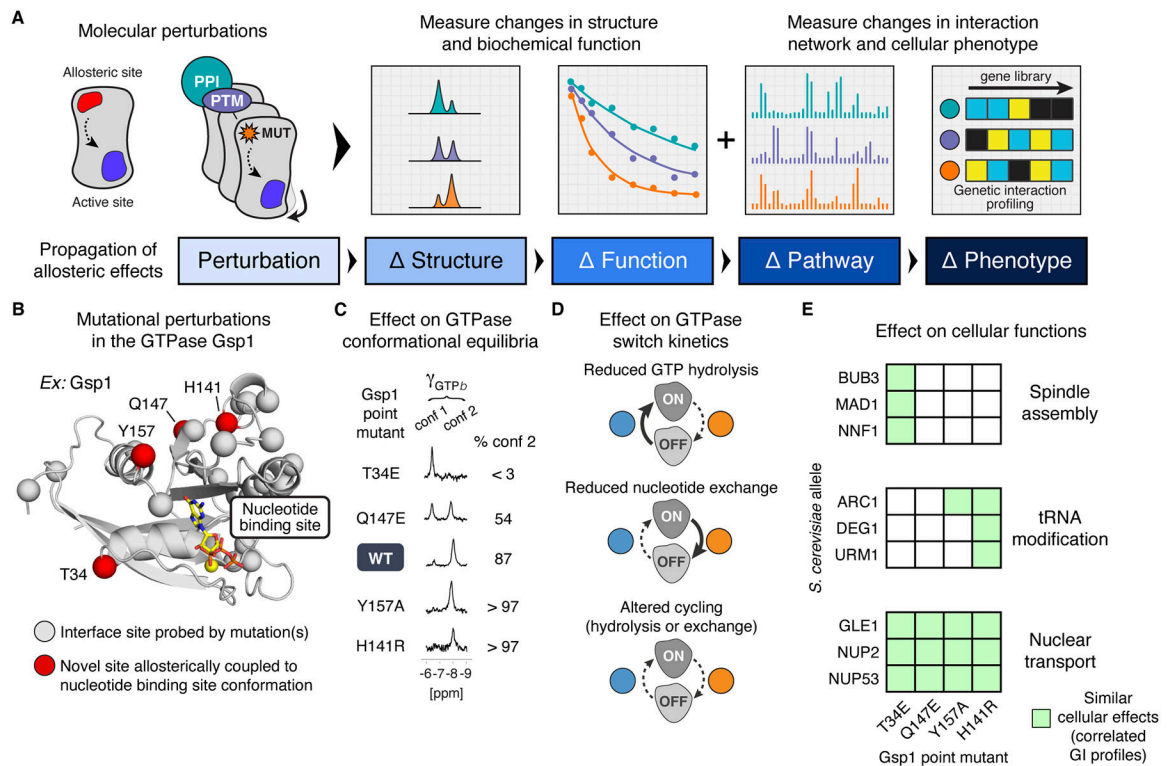 A
Molecular perturbations
Allosteric site
Active site
PPI
PTM
MUT
Measure changes in structure
and biochemical function
+
Measure changes in interaction
network and cellular phenotype
gene library
Genetic interaction
profiling
Propagation of
allosteric effects
Perturbation
Δ Structure
Δ Function
Δ Pathway
Δ Phenotype
B
Mutational perturbations
in the GTPase Gsp1
Ex: Gsp1
H141
Q147
Y157
Nucleotide
binding site
T34
Interface site probed by mutation(s)
Novel site allosterically coupled to
nucleotide binding site conformation
C
Effect on GTPase
conformational equilibria
Gsp1
point
mutant
γGTPb
conf 1
conf 2
% conf 2
T34E
< 3
Q147E
54
WT
87
Y157A
> 97
H141R
> 97
-6 -7 -8 -9
[ppm]
D
Effect on GTPase
switch kinetics
Reduced GTP hydrolysis
ON
OFF
Reduced nucleotide exchange
ON
OFF
Altered cycling
(hydrolysis or exchange)
ON
OFF
E
Effect on cellular functions
S. cerevisiae allele
BUB3
MAD1
NNF1
Spindle
assembly
ARC1
DEG1
URM1
tRNA
modification
GLE1
NUP2
NUP53
Nuclear
transport
T34E
Q147E
Y157A
H141R
Gsp1 point mutant
Similar
cellular effects
(correlated
GI profiles)